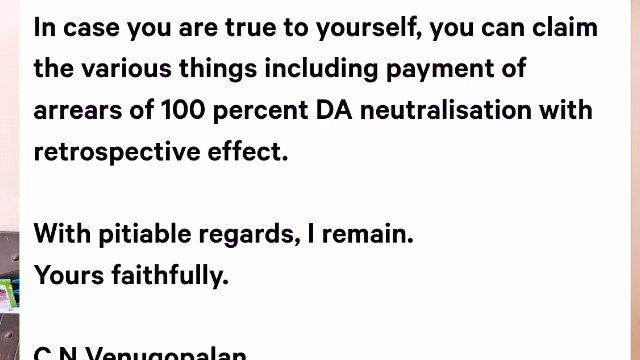 In case you are true to yourself, you can claim
the various things including payment of
arrears of 100 percent DA neutralisation with
retrospective effect.
With pitiable regards, I remain.
Yours faithfully.
C N Venugopalan